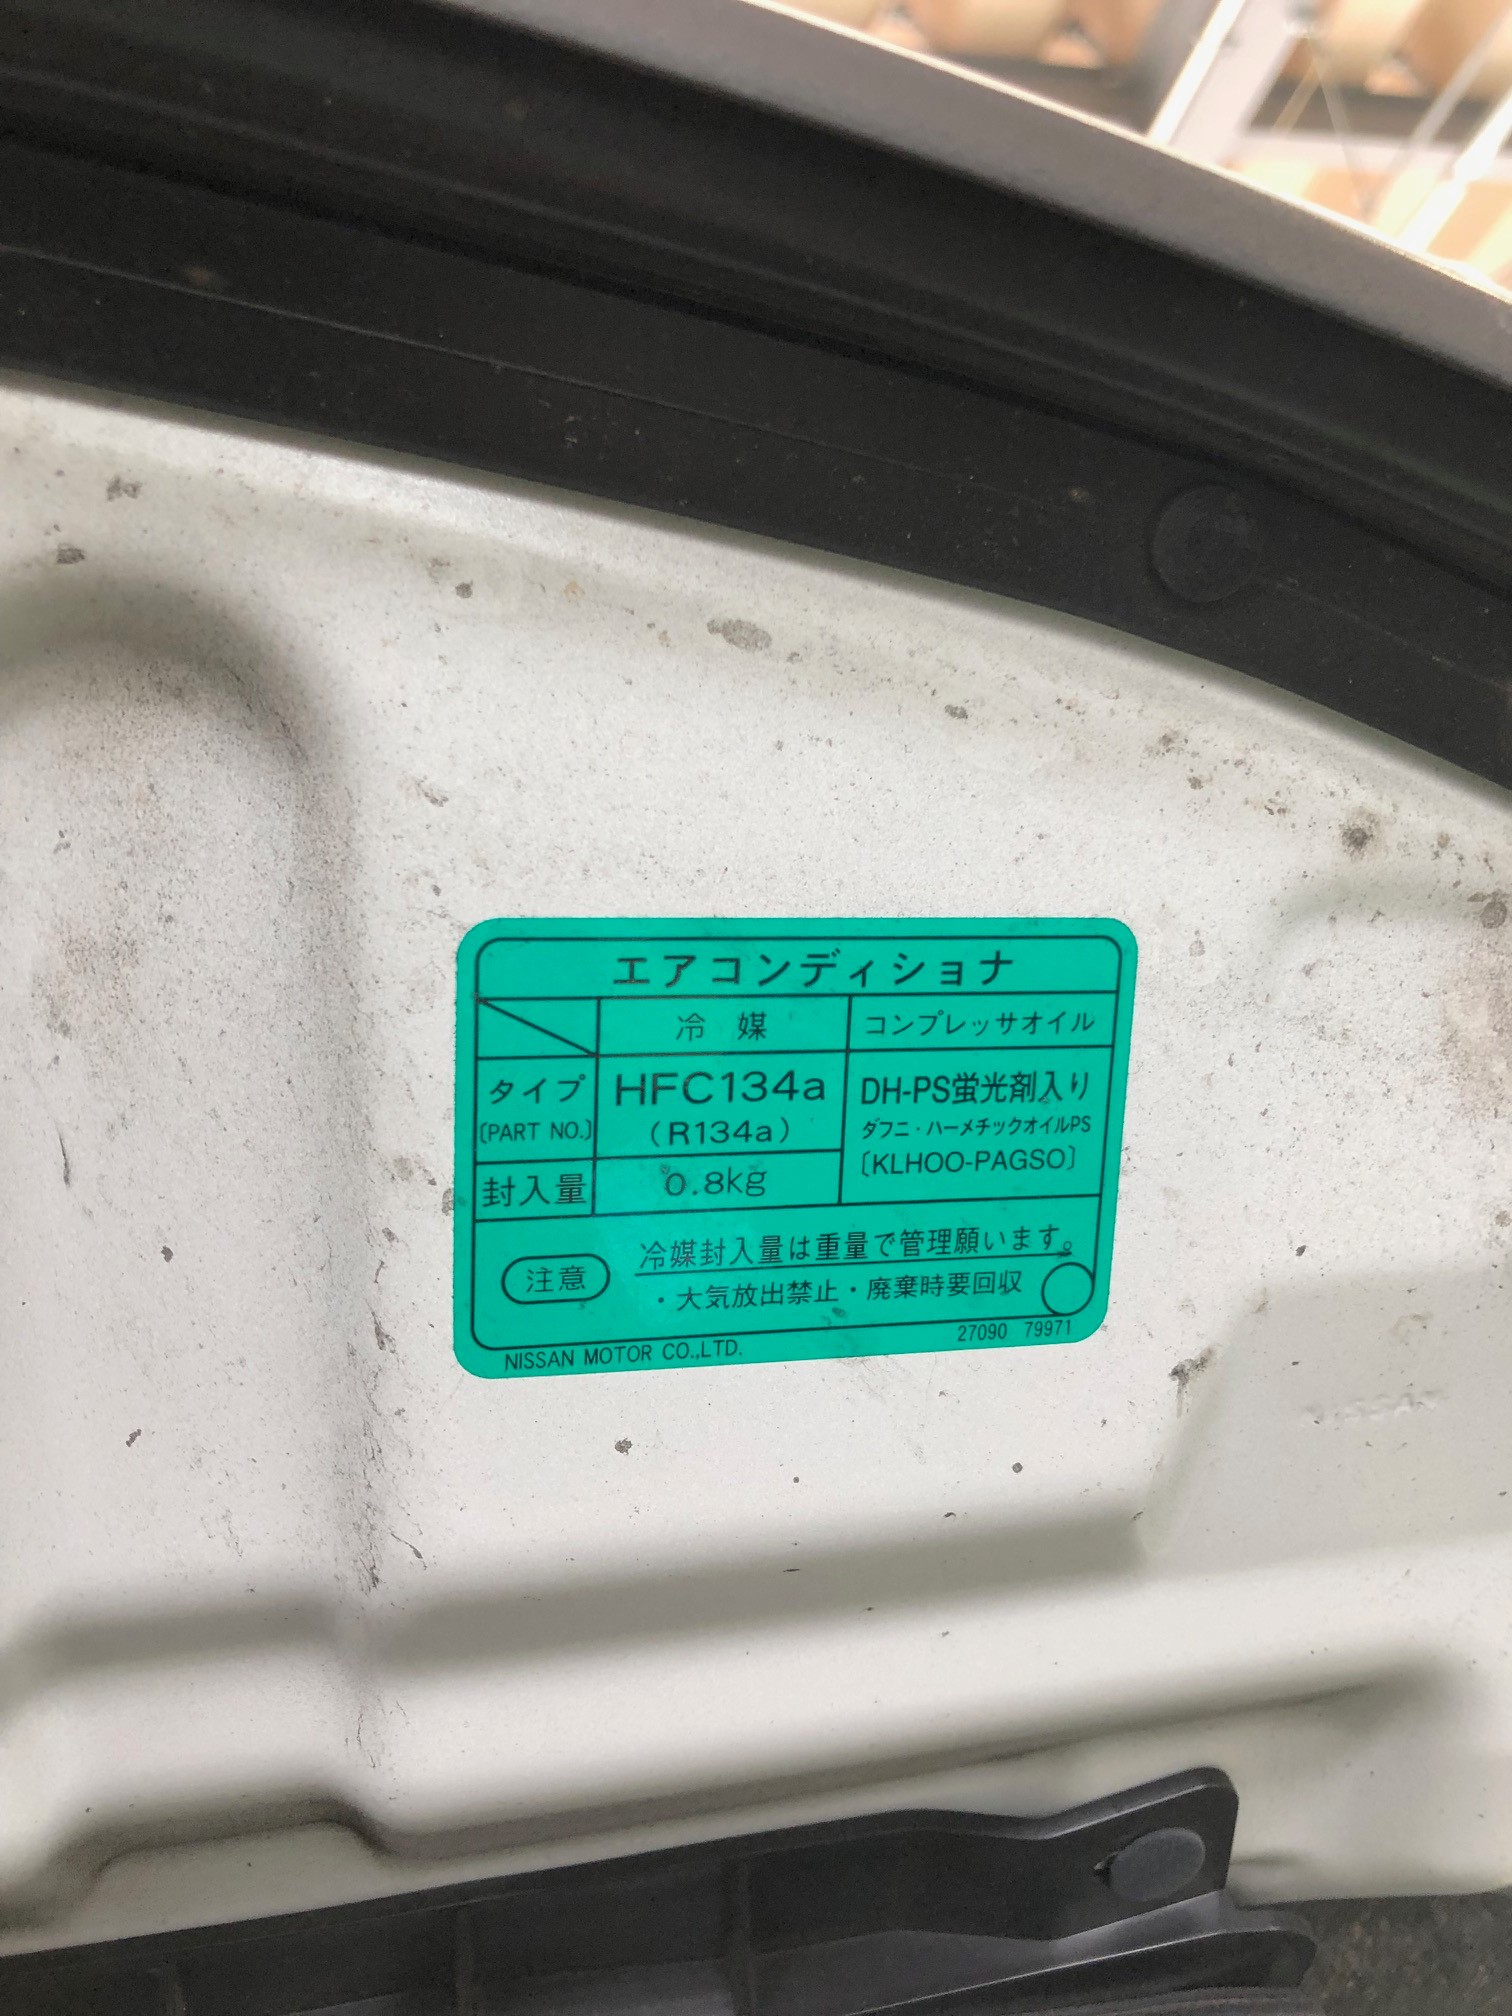 エアコンディショナ
冷 媒 コンプレッサオイル
タイプ HFC134a DH-PS蛍光剤入り
[PART NO.] (R134a) ダフニ・ハーメチックオイルPS
[KLHOO-PAGSO]
封入量 0.8kg
注意 冷媒封入量は重量で管理願います。
・大気放出禁止・廃棄時要回収
NISSAN MOTOR CO.,LTD. 27090 79971